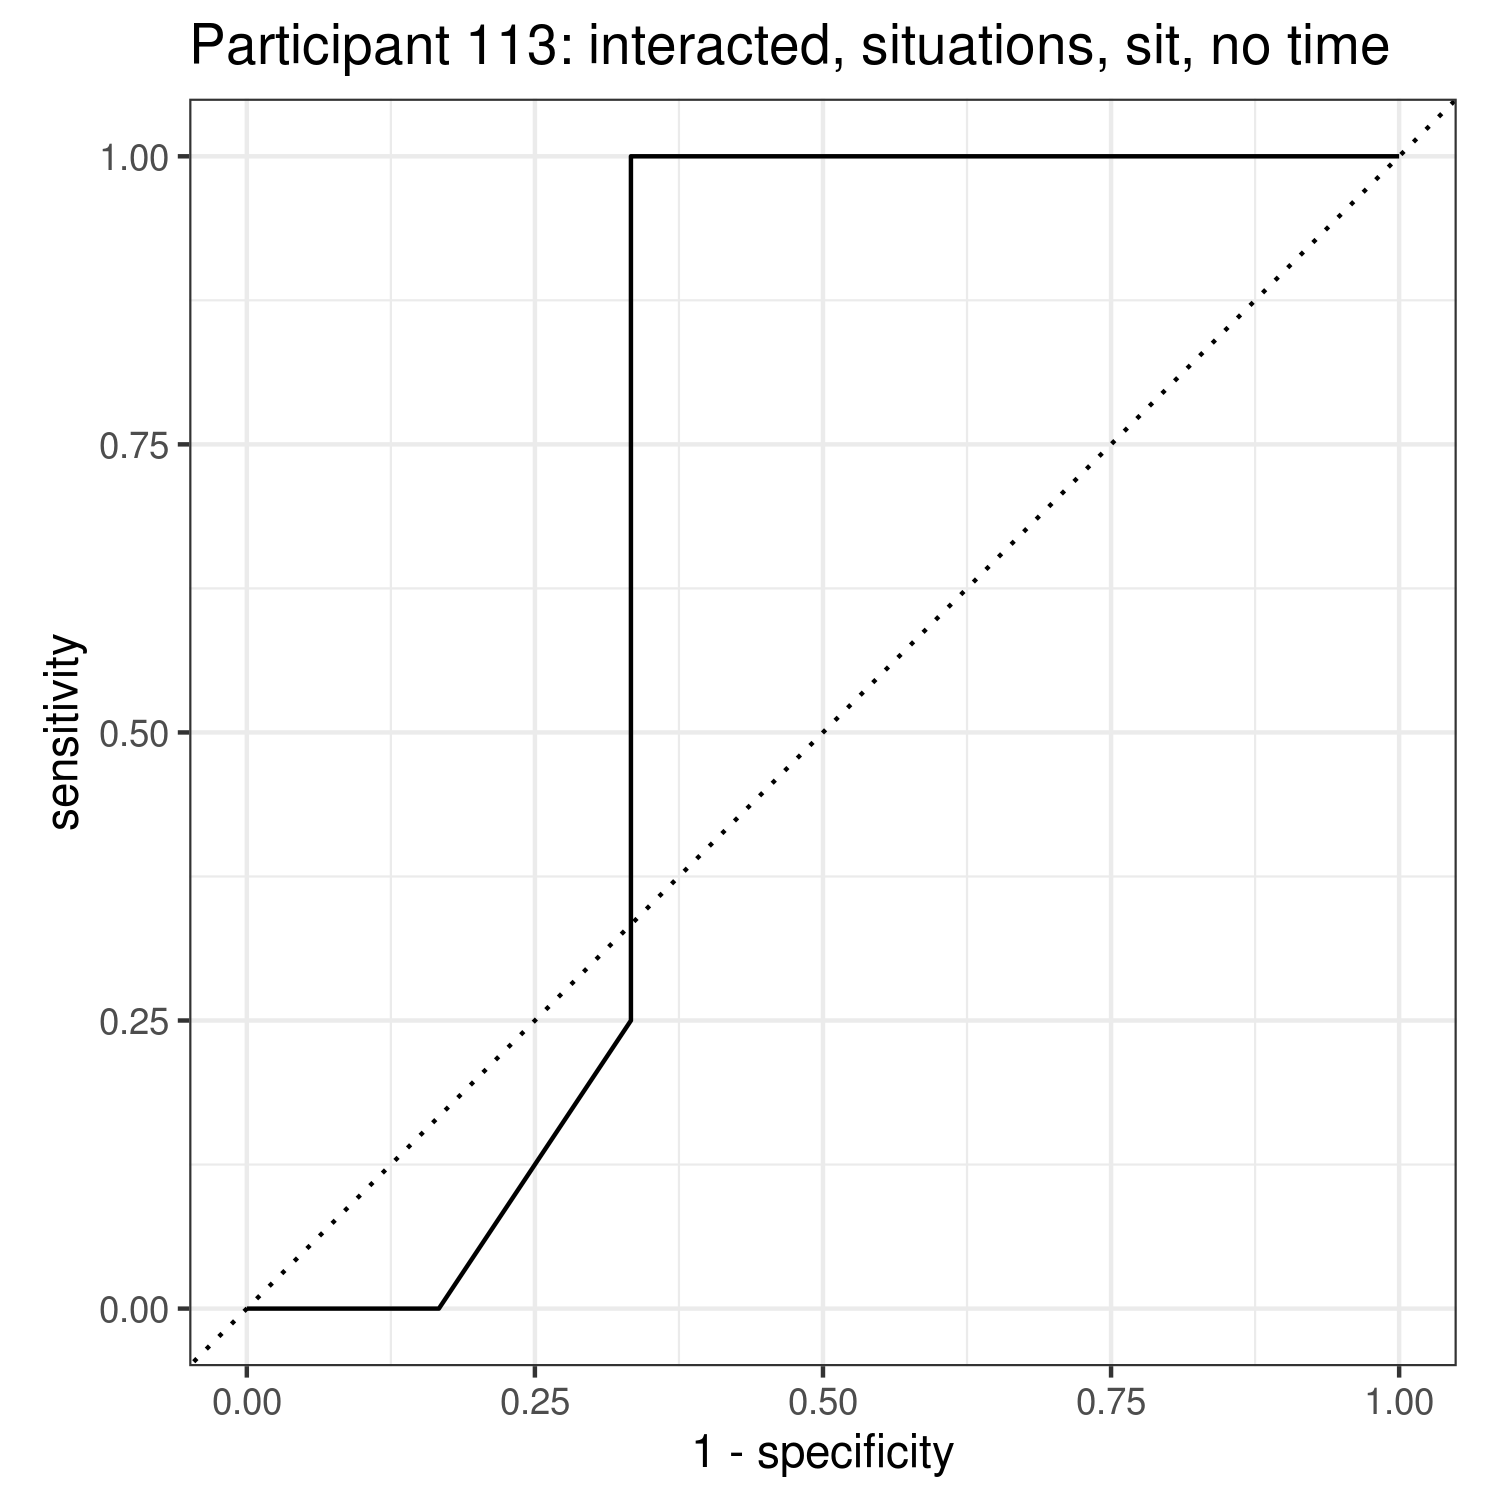 Participant 113: interacted, situations, sit, no time
1.00
0.75
0.50
0.25
0.00
sensitivity
0.00 0.25 0.50 0.75 1.00
1 - specificity